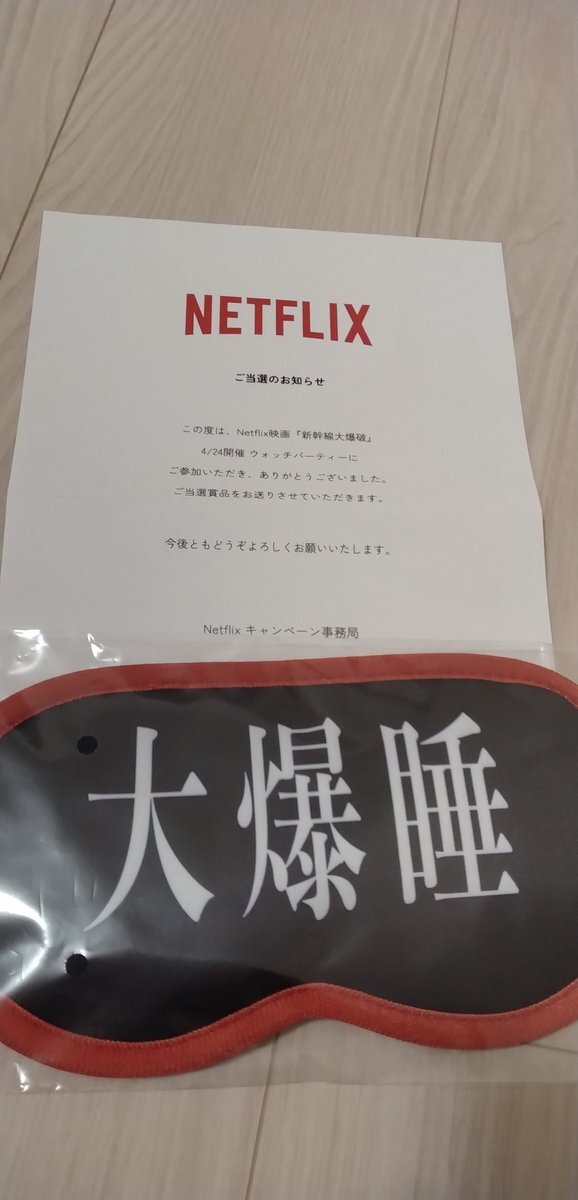 NETFLIX
ご当選のお知らせ
この度は、Netflix映画『新幹線大爆破』
4/24開催 ウォッチパーティーに
ご参加いただき、ありがとうございました。
ご当選賞品をお送りさせていただきます。
今後ともどうぞよろしくお願いいたします。
Netflix キャンペーン事務局
大爆睡